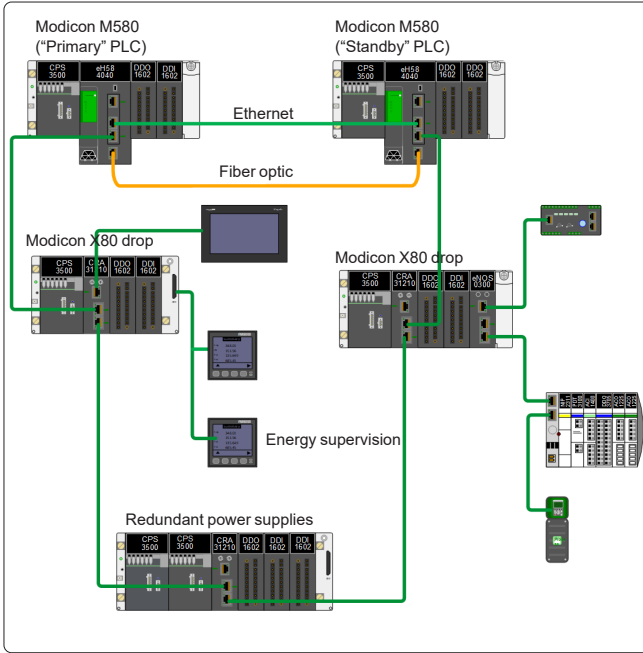 Modicon M580
(“Primary” PLC)
Modicon M580
(“Standby” PLC)
CPS
3500
eH58
4040
DDO
1602
DDI
1602
CPS
3500
eH58
4040
DDO
1602
DDI
1602
Ethernet
Fiber optic
Modicon X80 drop
CPS
3500
CRA
31210
DDO
1602
DDI
1602
Modicon X80 drop
CPS
3500
CRA
31210
DDO
1602
DDI
1602
eNOS
0300
Energy supervision
Redundant power supplies
CPS
3500
CPS
3500
CRA
31210
DDO
1602
DDI
1602
DDI
1602